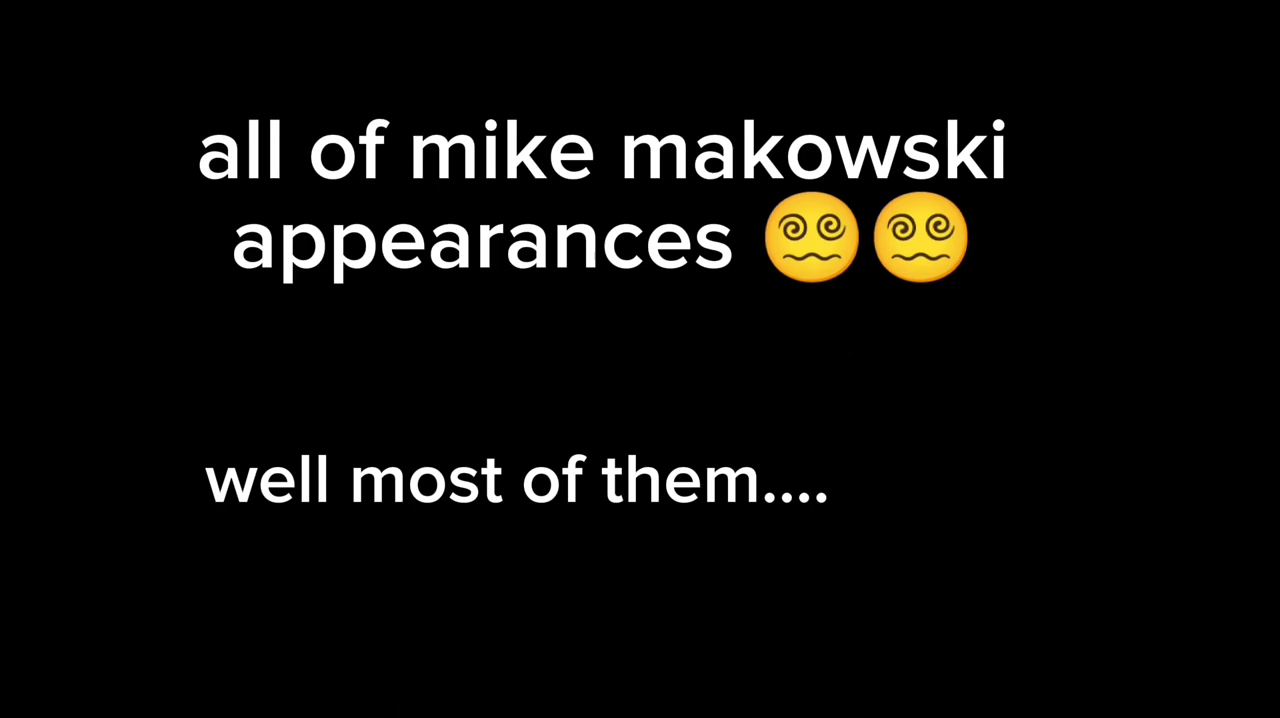 all of mike makowski
appearances 😵‍💫😵‍💫
well most of them....